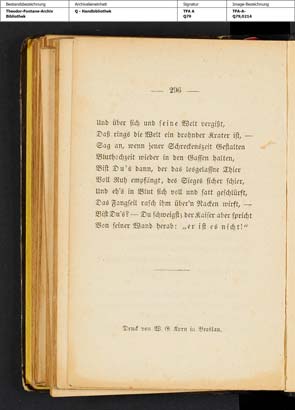 Bestandsbezeichnung Archivalieneinheit Signatur Image-Bezeichnung
Theodor-Fontane-Archiv Bibliothek Q - Handbibliothek TFA A Q79 TFA-A-Q79,0214
— 296 —
Und über sich und seine Welt vergißt,
Daß rings die Welt ein drohnder Krater ist, —
Sag an, wenn jener Schreckenszeit Gestalten
Bluthochzeit wieder in den Gassen halten,
Bist Du's dann, der das losgelassne Thier
Voll Ruh empfängt, des Sieges sicher schier,
Und eh's in Blut sich voll und satt geschlürft,
Das Fangseil rasch ihm über'n Nacken wirft, —
Bist Du's? — Du schweigst; der Kaiser aber spricht
Von seiner Wand herab: „er ist es nicht!“
Druck von W. G. Korn in Breslau.